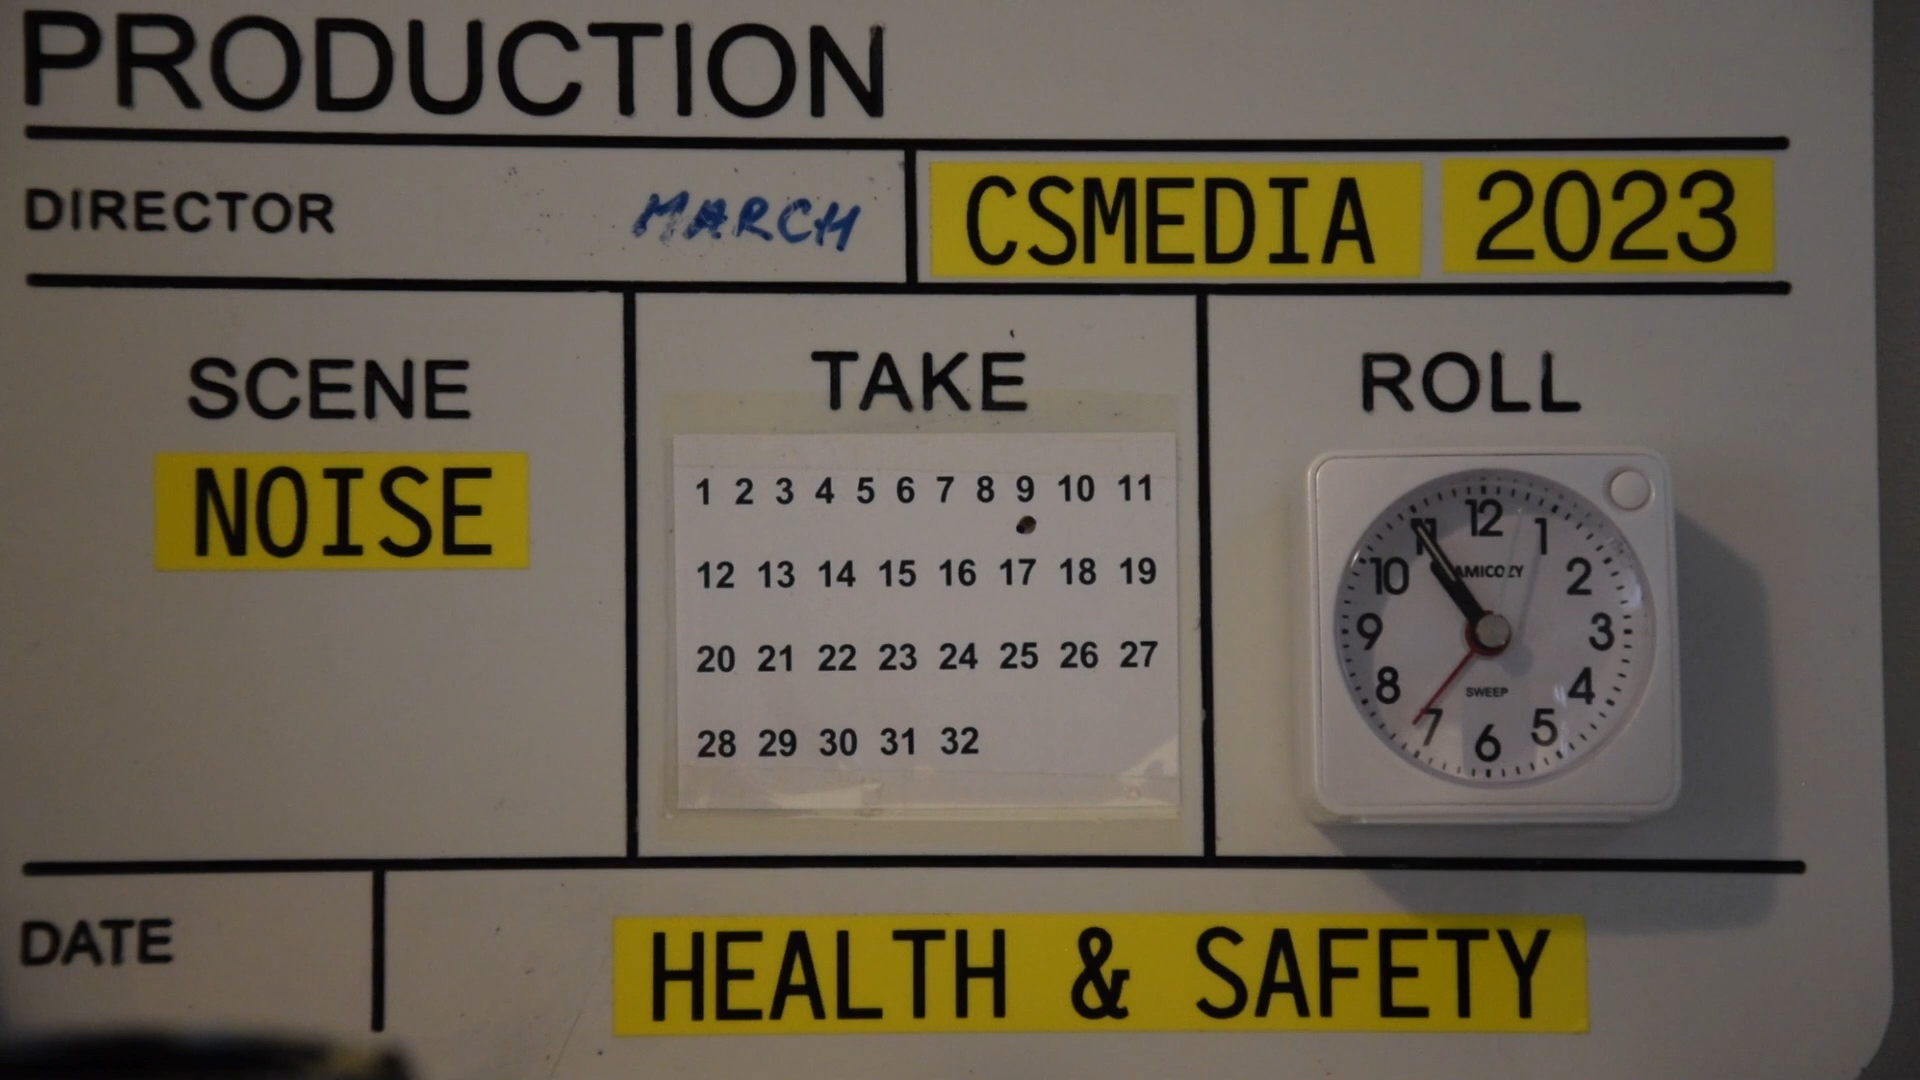 PRODUCTION
DIRECTOR MARCH CSMEDIA 2023
SCENE TAKE ROLL
NOISE
1 2 3 4 5 6 7 8 9 10 11
12 13 14 15 16 17 18 19
20 21 22 23 24 25 26 27
28 29 30 31 32
12 1 2 3 4 5 6 7 8 9 10 11
AMICOZY
SWEEP
DATE HEALTH & SAFETY